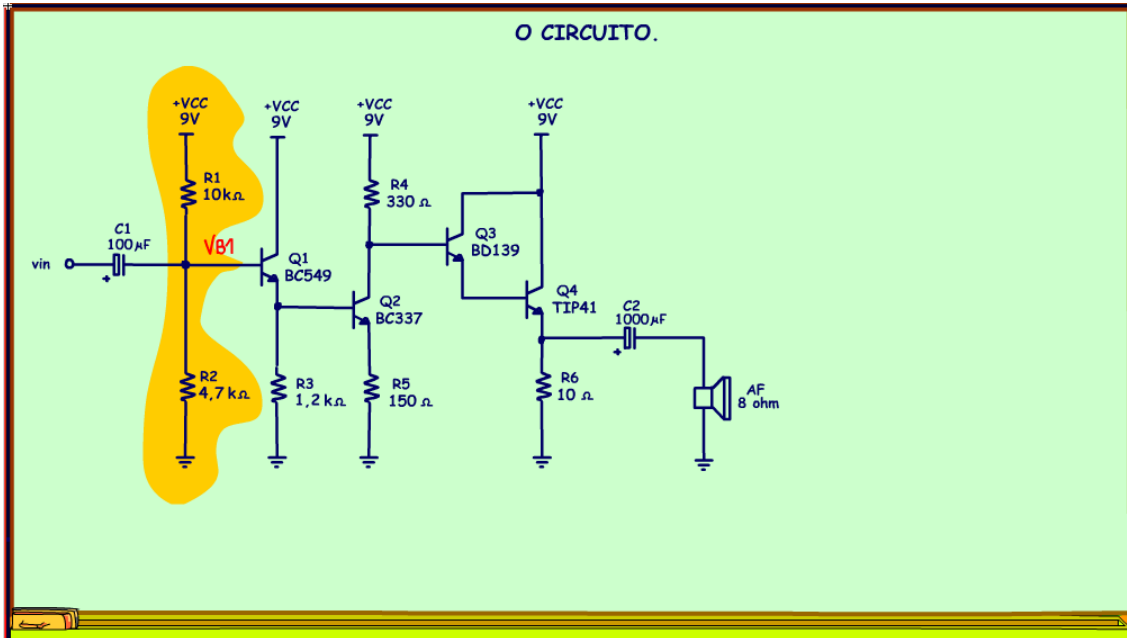 O CIRCUITO.
+VCC
9V
+VCC
9V
+VCC
9V
+VCC
9V
R1
10kΩ
R4
330 Ω
C1
100µF
+
vin
VB1
Q1
BC549
Q3
BD139
Q2
BC337
Q4
TIP41
C2
1000µF
+
R2
4,7 kΩ
R3
1,2 kΩ
R5
150 Ω
R6
10 Ω
AF
8 ohm